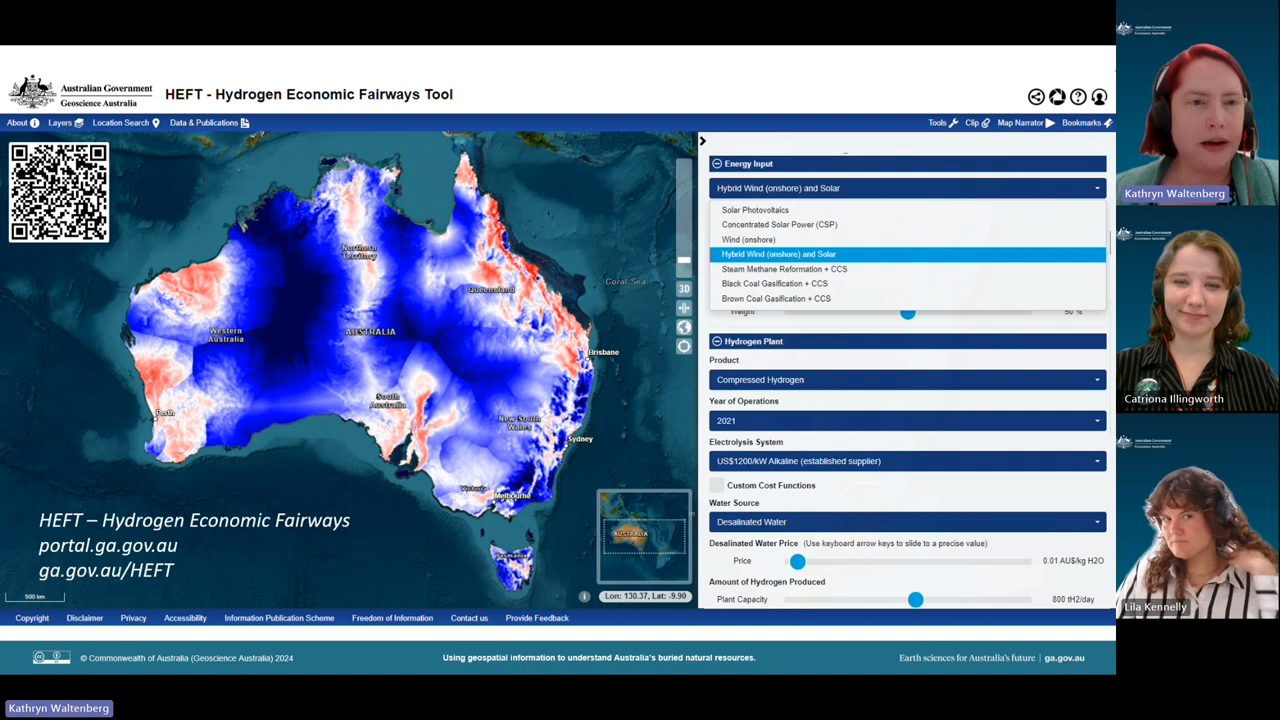 Australian Government
Geoscience Australia
HEFT - Hydrogen Economic Fairways Tool
About
Layers
Location Search
Data & Publications
Tools
Clip
Map Narrator
Bookmarks
Northern
Territory
Queensland
Coral Sea
Western
Australia
AUSTRALIA
Brisbane
South
Australia
Perth
New South
Wales
Sydney
Victoria
Melbourne
Tasmania
3D
AUSTRALIA
HEFT – Hydrogen Economic Fairways
portal.ga.gov.au
ga.gov.au/HEFT
500 km
Lon: 130.37, Lat: -9.90
Energy Input
Hybrid Wind (onshore) and Solar
Solar Photovoltaics
Concentrated Solar Power (CSP)
Wind (onshore)
Hybrid Wind (onshore) and Solar
Steam Methane Reformation + CCS
Black Coal Gasification + CCS
Brown Coal Gasification + CCS
Weight 50 %
Hydrogen Plant
Product
Compressed Hydrogen
Year of Operations
2021
Electrolysis System
US$1200/kW Alkaline (established supplier)
Custom Cost Functions
Water Source
Desalinated Water
Desalinated Water Price (Use keyboard arrow keys to slide to a precise value)
Price 0.01 AU$/kg H2O
Amount of Hydrogen Produced
Plant Capacity 800 tH2/day
Copyright
Disclaimer
Privacy
Accessibility
Information Publication Scheme
Freedom of Information
Contact us
Provide Feedback
© Commonwealth of Australia (Geoscience Australia) 2024
Using geospatial information to understand Australia's buried natural resources.
Earth sciences for Australia's future | ga.gov.au
Kathryn Waltenberg
Catriona Illingworth
Lila Kennelly
Kathryn Waltenberg